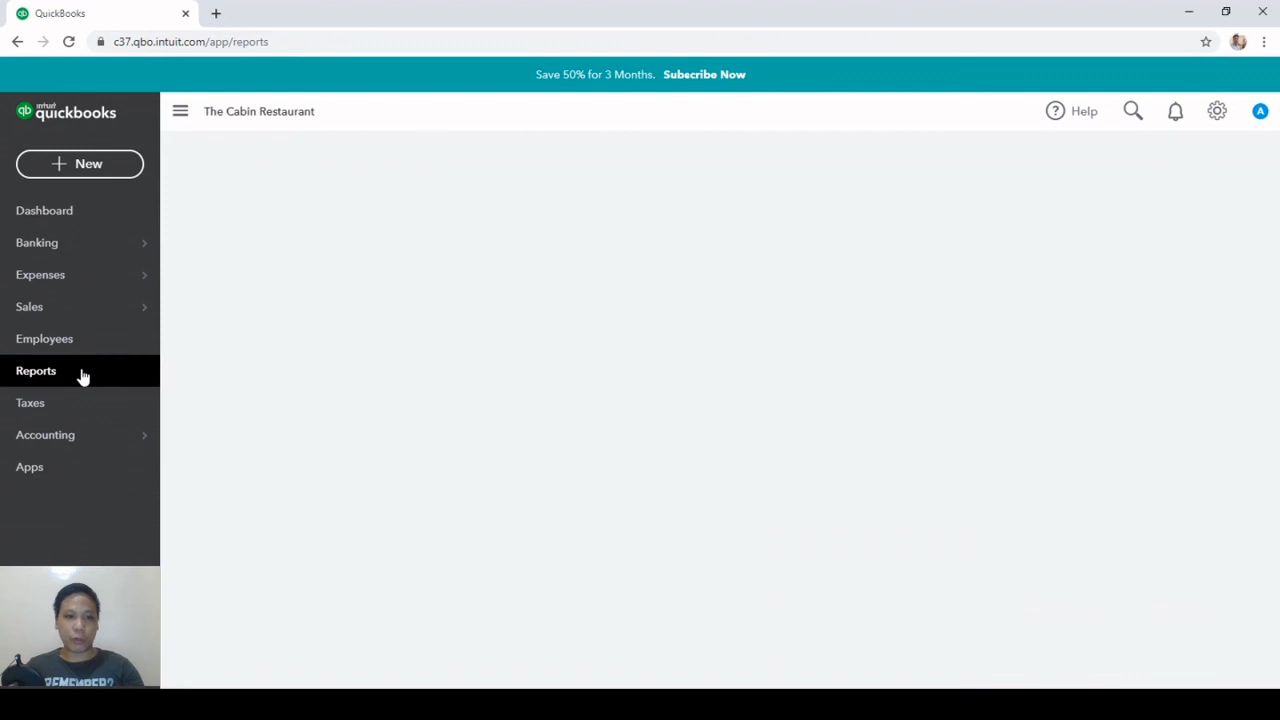 QuickBooks
c37.qbo.intuit.com/app/reports
Save 50% for 3 Months. Subscribe Now
intuit
quickbooks
The Cabin Restaurant
Help
A
New
Dashboard
Banking
Expenses
Sales
Employees
Reports
Taxes
Accounting
Apps
REMEMBER?